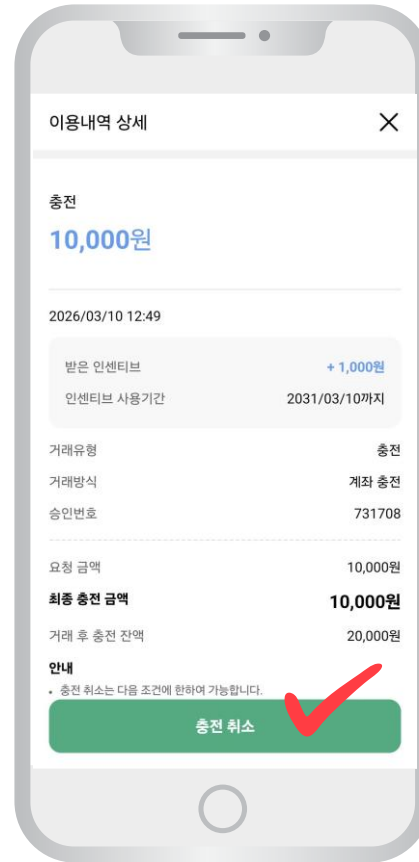 이용내역 상세
충전
10,000원
2026/03/10 12:49
받은 인센티브 + 1,000원
인센티브 사용기간 2031/03/10까지
거래유형 충전
거래방식 계좌 충전
승인번호 731708
요청 금액 10,000원
최종 충전 금액 10,000원
거래 후 충전 잔액 20,000원
안내
• 충전 취소는 다음 조건에 한하여 가능합니다.
충전 취소